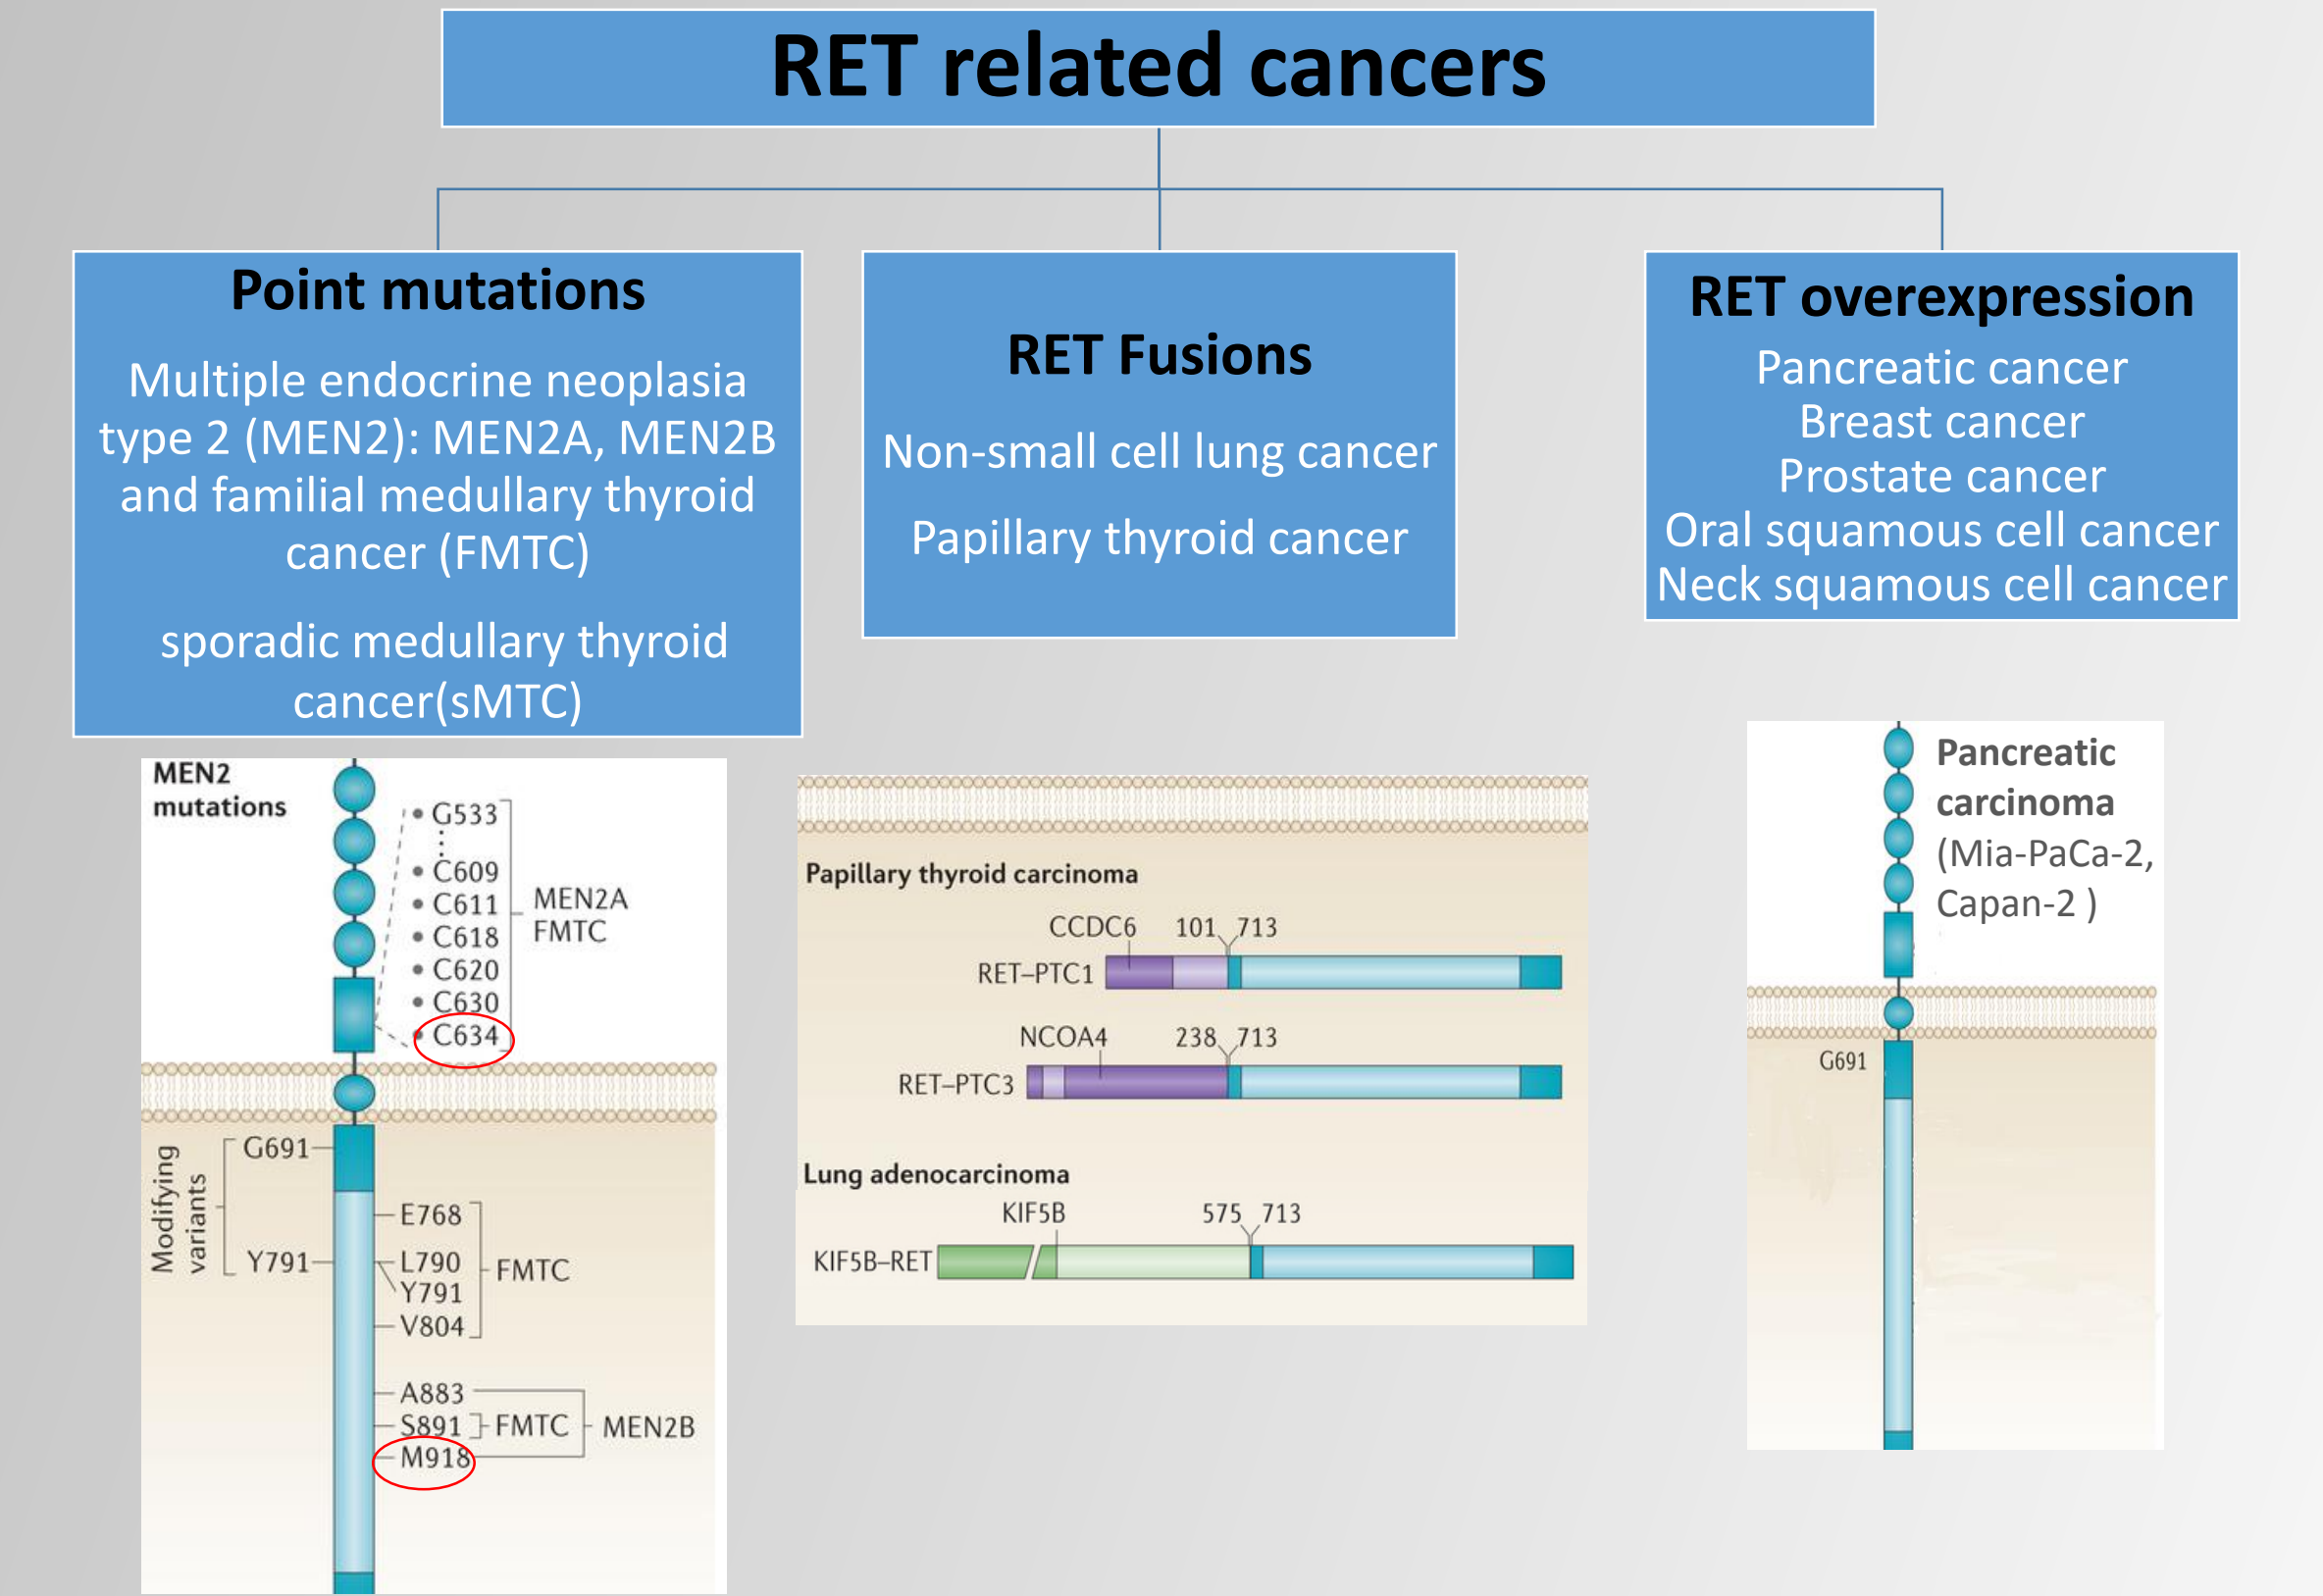 RET related cancers
Point mutations
Multiple endocrine neoplasia
type 2 (MEN2): MEN2A, MEN2B
and familial medullary thyroid
cancer (FMTC)
sporadic medullary thyroid
cancer(sMTC)
RET Fusions
Non-small cell lung cancer
Papillary thyroid cancer
RET overexpression
Pancreatic cancer
Breast cancer
Prostate cancer
Oral squamous cell cancer
Neck squamous cell cancer
MEN2
mutations
G533
C609
C611
C618
C620
C630
C634
MEN2A
FMTC
Modifying
variants
G691
Y791
E768
L790
Y791
V804
FMTC
A883
S891
FMTC
M918
MEN2B
Papillary thyroid carcinoma
CCDC6 101 713
RET–PTC1
NCOA4 238 713
RET–PTC3
Lung adenocarcinoma
KIF5B 575 713
KIF5B–RET
Pancreatic
carcinoma
(Mia-PaCa-2,
Capan-2 )
G691